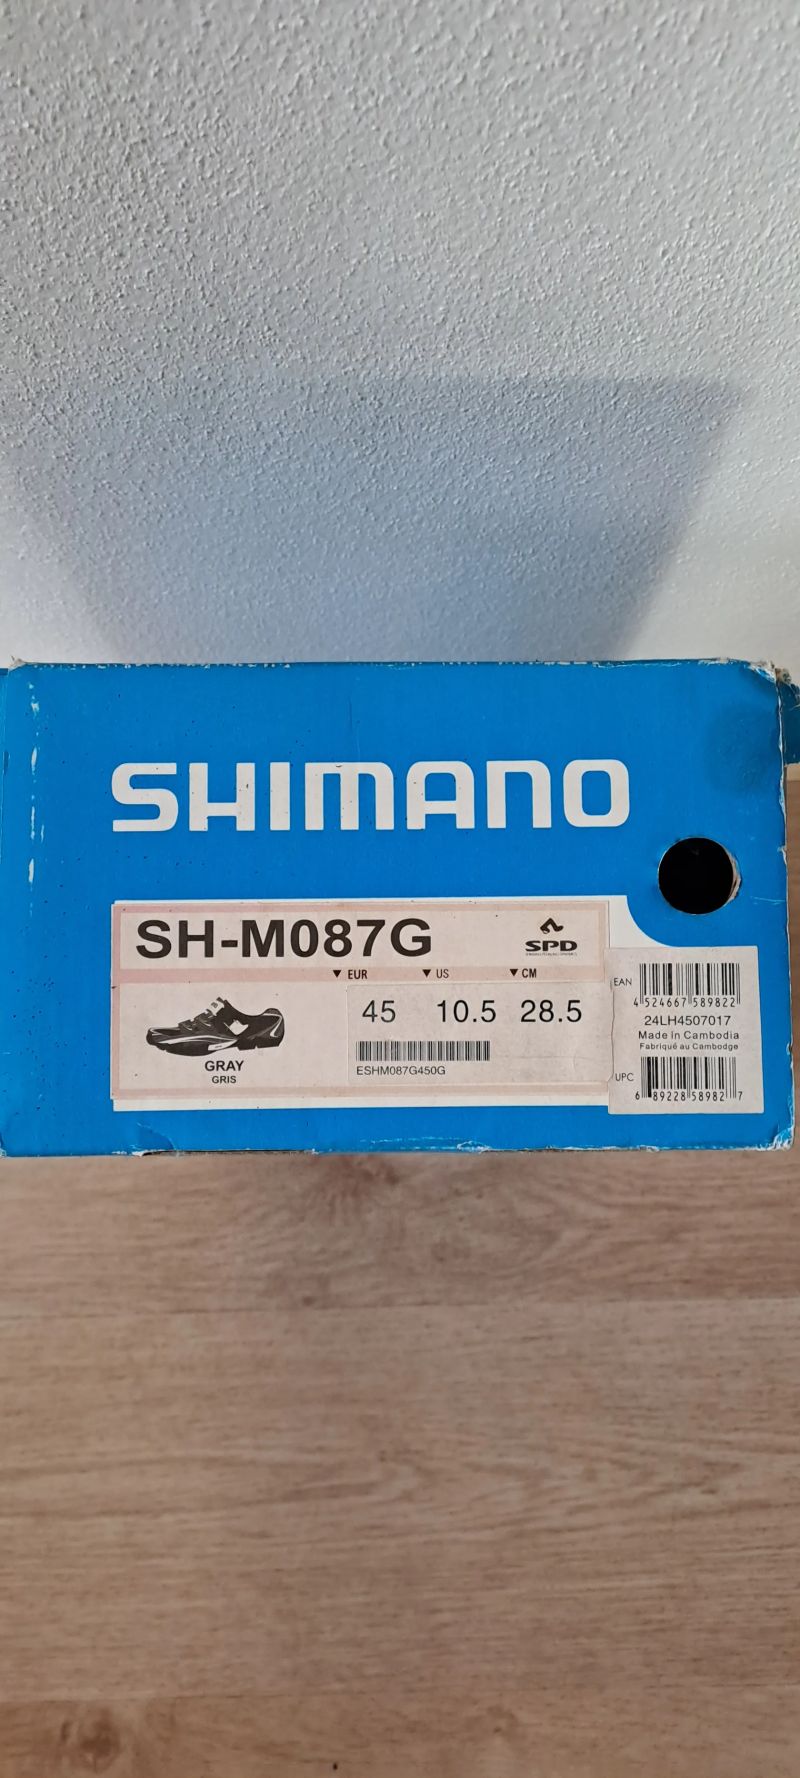 SHIMANO
SH-M087G
SPD
▼ EUR ▼ US ▼ CM
45 10.5 28.5
GRAY
GRIS
ESHM087G450G
EAN
4 524667 589822
24LH4507017
Made in Cambodia
Fabriqué au Cambodge
UPC
6 89228 58982 7